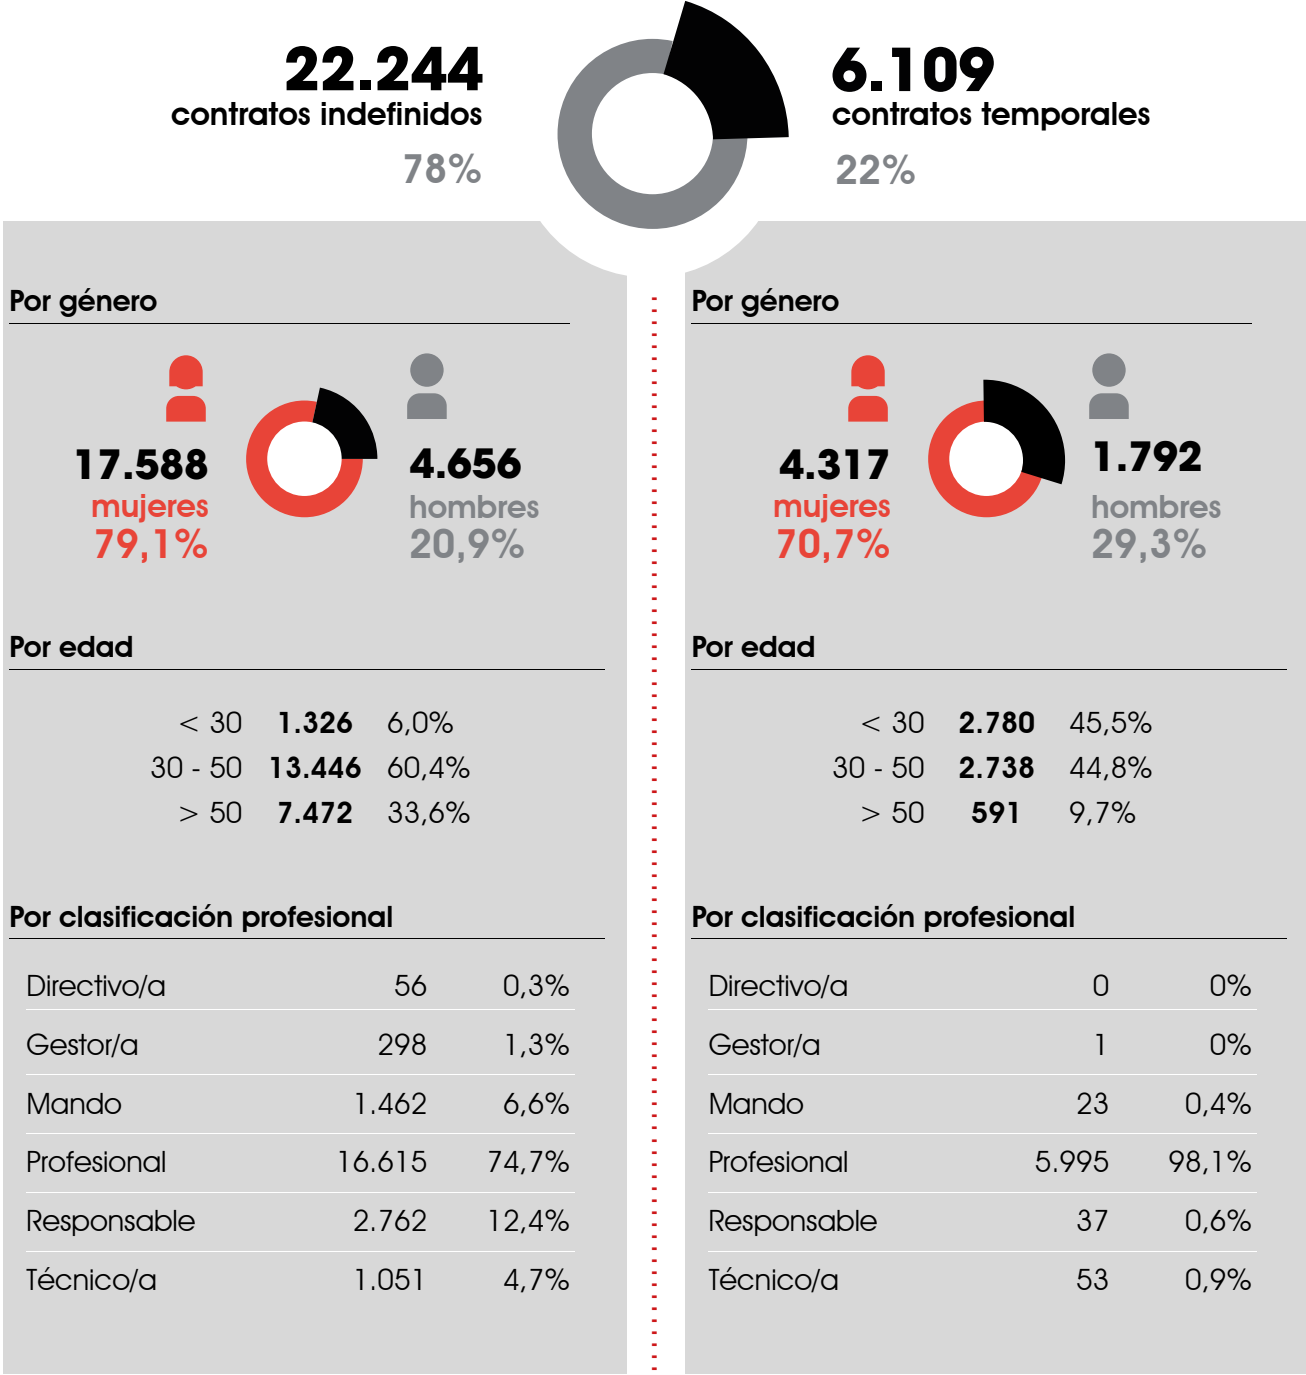 22.244
contratos indefinidos
78%
6.109
contratos temporales
22%
Por género
17.588
mujeres
79,1%
4.656
hombres
20,9%
Por edad
< 30 1.326 6,0%
30 - 50 13.446 60,4%
> 50 7.472 33,6%
Por clasificación profesional
Directivo/a 56 0,3%
Gestor/a 298 1,3%
Mando 1.462 6,6%
Profesional 16.615 74,7%
Responsable 2.762 12,4%
Técnico/a 1.051 4,7%
Por género
4.317
mujeres
70,7%
1.792
hombres
29,3%
Por edad
< 30 2.780 45,5%
30 - 50 2.738 44,8%
> 50 591 9,7%
Por clasificación profesional
Directivo/a 0 0%
Gestor/a 1 0%
Mando 23 0,4%
Profesional 5.995 98,1%
Responsable 37 0,6%
Técnico/a 53 0,9%